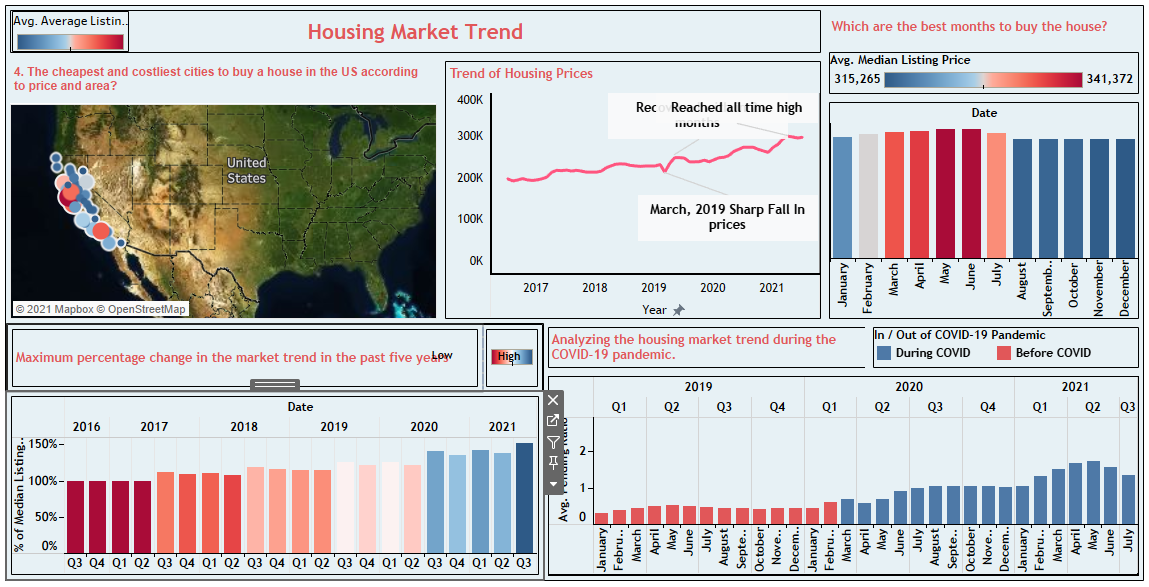 Avg. Average Listin..
Housing Market Trend
Which are the best months to buy the house?
Avg. Median Listing Price
315,265
341,372
4. The cheapest and costliest cities to buy a house in the US according
to price and area?
United
States
© 2021 Mapbox © OpenStreetMap
Trend of Housing Prices
400K
300K
200K
100K
0K
Reached all time high
months
March, 2019 Sharp Fall In
prices
2017
2018
2019
2020
2021
Year
Date
January
February
March
April
May
June
July
August
Septemb..
October
November
December
Maximum percentage change in the market trend in the past five years
Low
High
Analyzing the housing market trend during the
COVID-19 pandemic.
In / Out of COVID-19 Pandemic
During COVID
Before COVID
Date
2016
2017
2018
2019
2020
2021
% of Median Listing..
150%
100%
50%
0%
Q3 Q4 Q1 Q2 Q3 Q4 Q1 Q2 Q3 Q4 Q1 Q2 Q3 Q4 Q1 Q2 Q3 Q4 Q1 Q2 Q3
2019
2020
2021
Q1 Q2 Q3 Q4 Q1 Q2 Q3 Q4 Q1 Q2 Q3
Avg.
2
1
0
January
Febru..
March
April
May
June
July
August
Septe..
October
Nove..
Decem..
January
Febru..
March
April
May
June
July
August
Septe..
October
Nove..
Decem..
January
Febru..
March
April
May
June
July